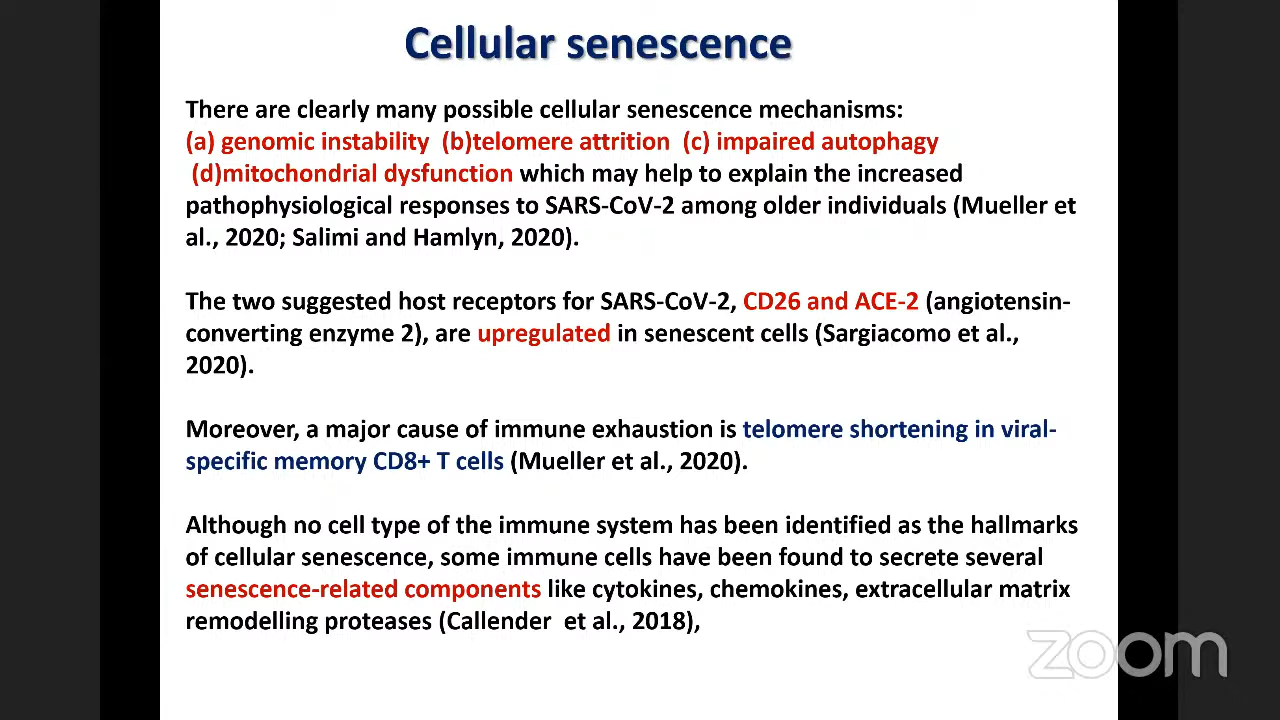 Cellular senescence
There are clearly many possible cellular senescence mechanisms:
(a) genomic instability (b)telomere attrition (c) impaired autophagy
(d)mitochondrial dysfunction which may help to explain the increased
pathophysiological responses to SARS-CoV-2 among older individuals (Mueller et
al., 2020; Salimi and Hamlyn, 2020).
The two suggested host receptors for SARS-CoV-2, CD26 and ACE-2 (angiotensin-
converting enzyme 2), are upregulated in senescent cells (Sargiacomo et al.,
2020).
Moreover, a major cause of immune exhaustion is telomere shortening in viral-
specific memory CD8+ T cells (Mueller et al., 2020).
Although no cell type of the immune system has been identified as the hallmarks
of cellular senescence, some immune cells have been found to secrete several
senescence-related components like cytokines, chemokines, extracellular matrix
remodelling proteases (Callender et al., 2018),
zoom